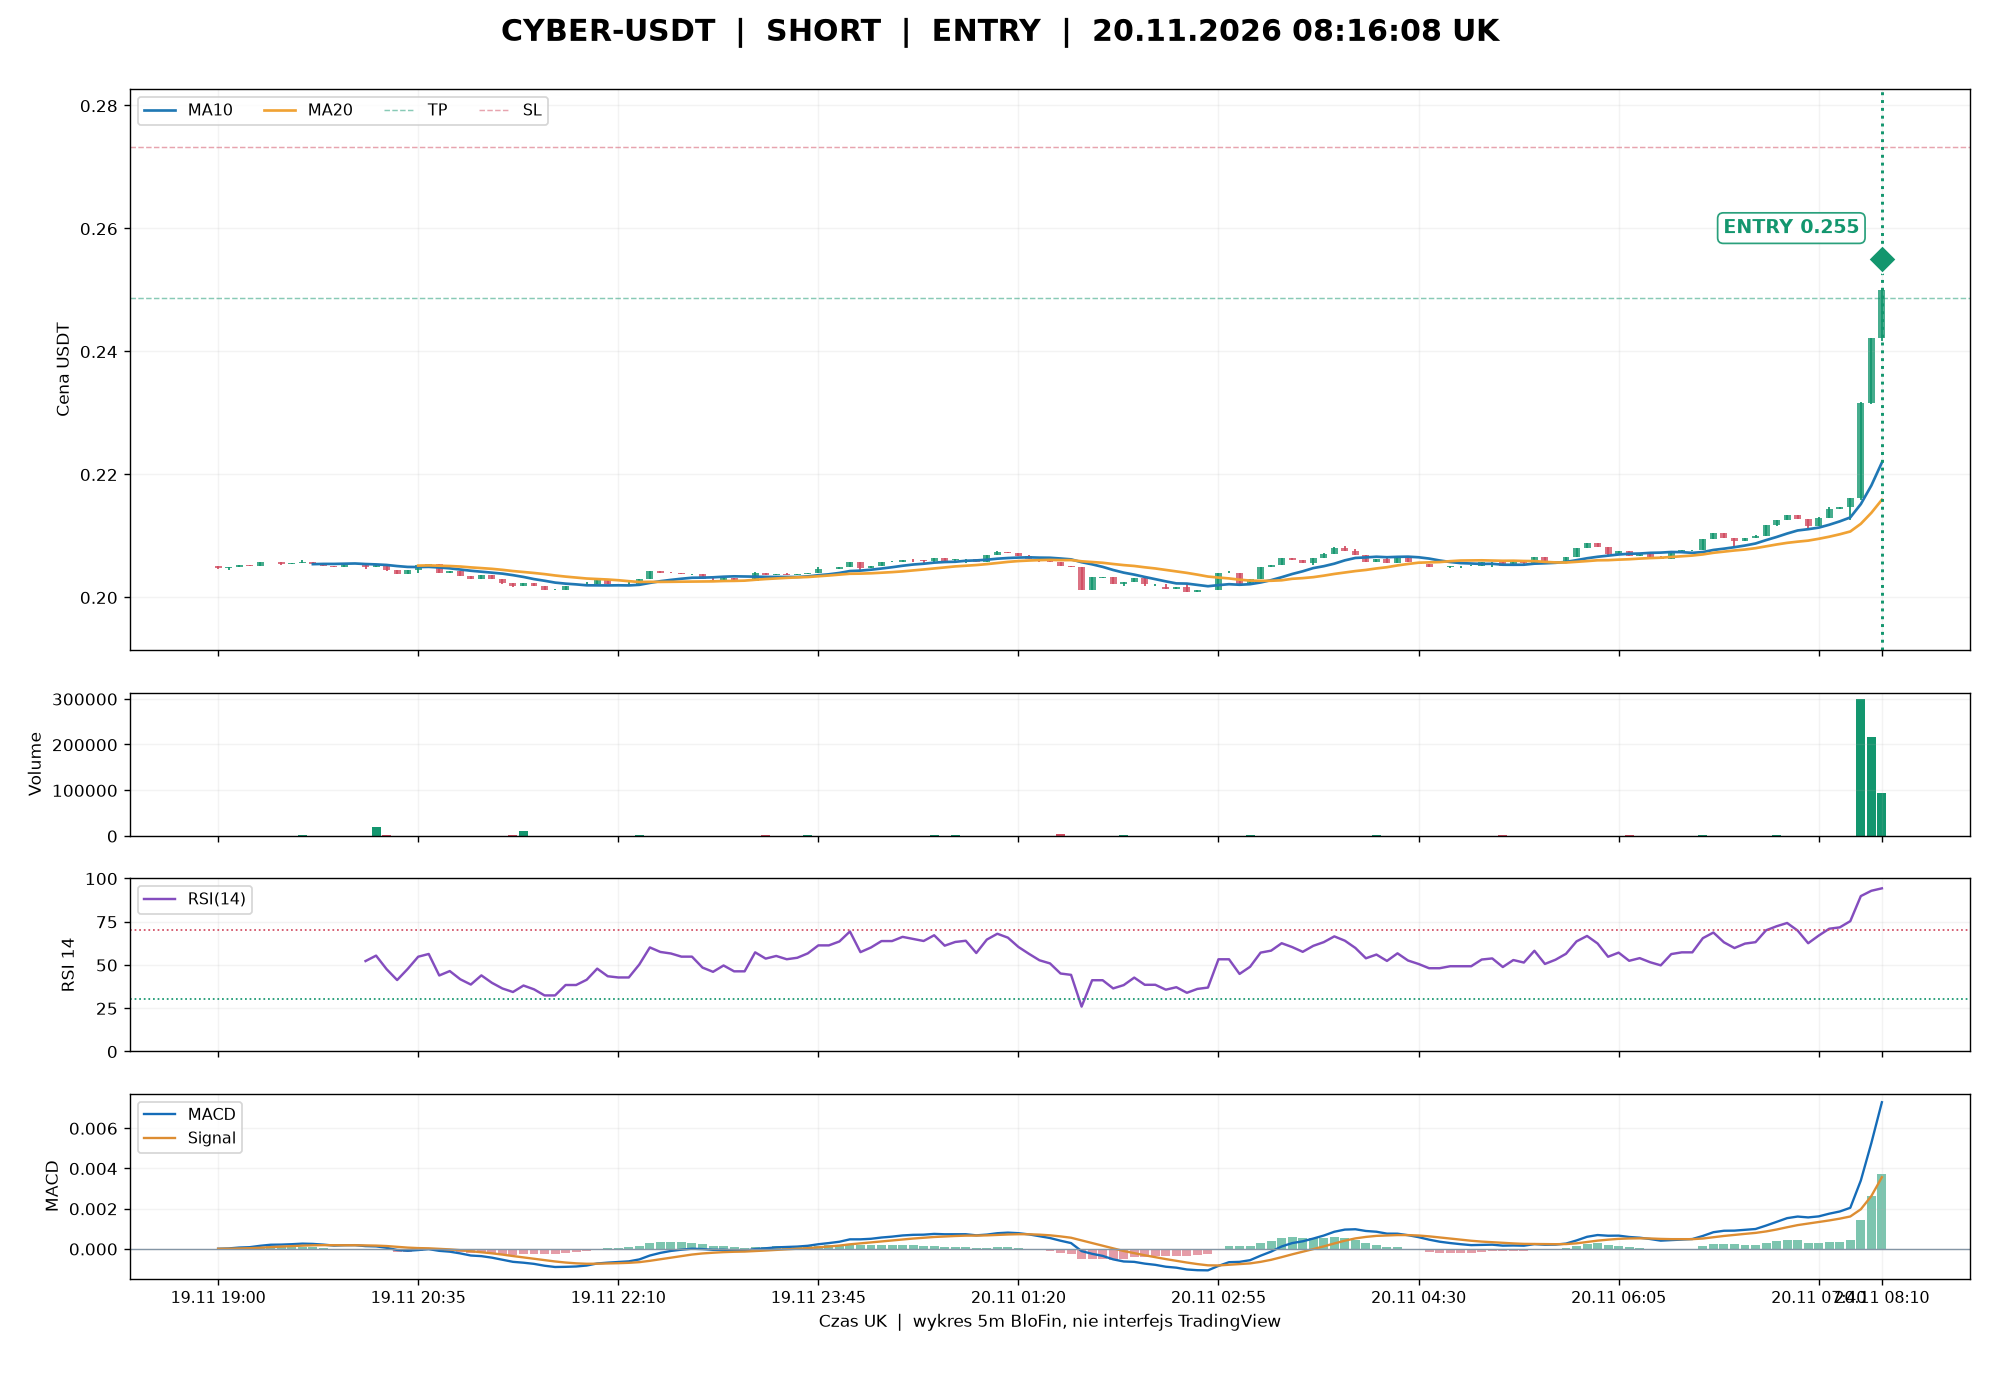 CYBER-USDT | SHORT | ENTRY | 20.11.2026 08:16:08 UK
MA10 MA20 TP SL
0.28
0.26
0.24
0.22
0.20
Cena USDT
ENTRY 0.255
300000
200000
100000
0
Volume
RSI(14)
100
75
50
25
0
RSI 14
MACD
Signal
0.006
0.004
0.002
0.000
MACD
19.11 19:00 19.11 20:35 19.11 22:10 19.11 23:45 20.11 01:20 20.11 02:55 20.11 04:30 20.11 06:05 20.11 07:40 20.11 08:10
Czas UK | wykres 5m BloFin, nie interfejs TradingView